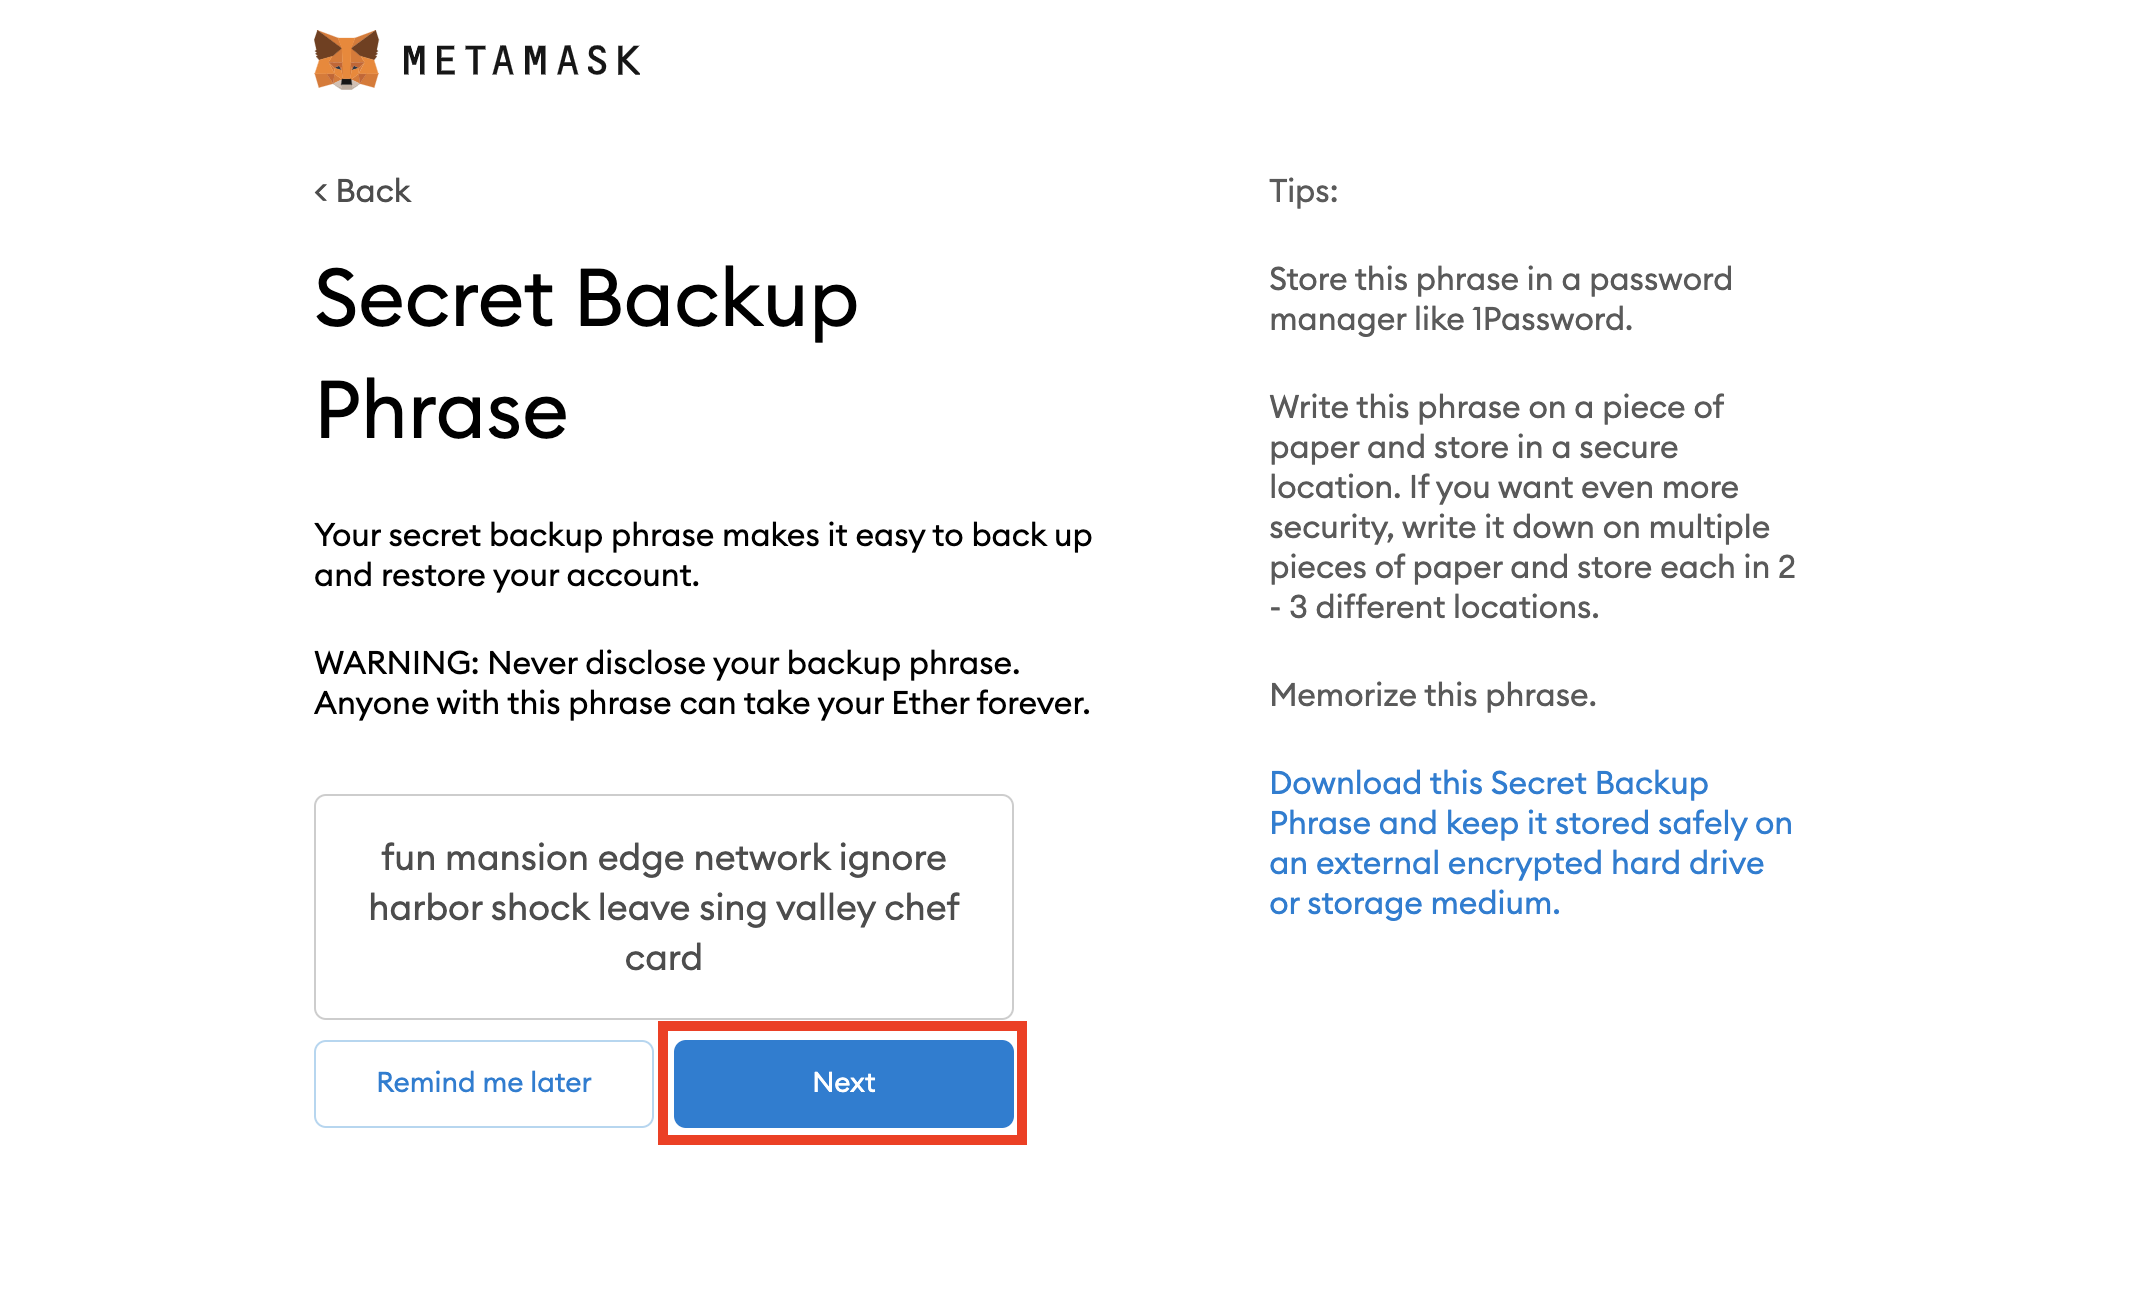 METAMASK
< Back
Secret Backup
Phrase
Your secret backup phrase makes it easy to back up
and restore your account.
WARNING: Never disclose your backup phrase.
Anyone with this phrase can take your Ether forever.
fun mansion edge network ignore
harbor shock leave sing valley chef
card
Remind me later
Next
Tips:
Store this phrase in a password
manager like 1Password.
Write this phrase on a piece of
paper and store in a secure
location. If you want even more
security, write it down on multiple
pieces of paper and store each in 2
- 3 different locations.
Memorize this phrase.
Download this Secret Backup
Phrase and keep it stored safely on
an external encrypted hard drive
or storage medium.